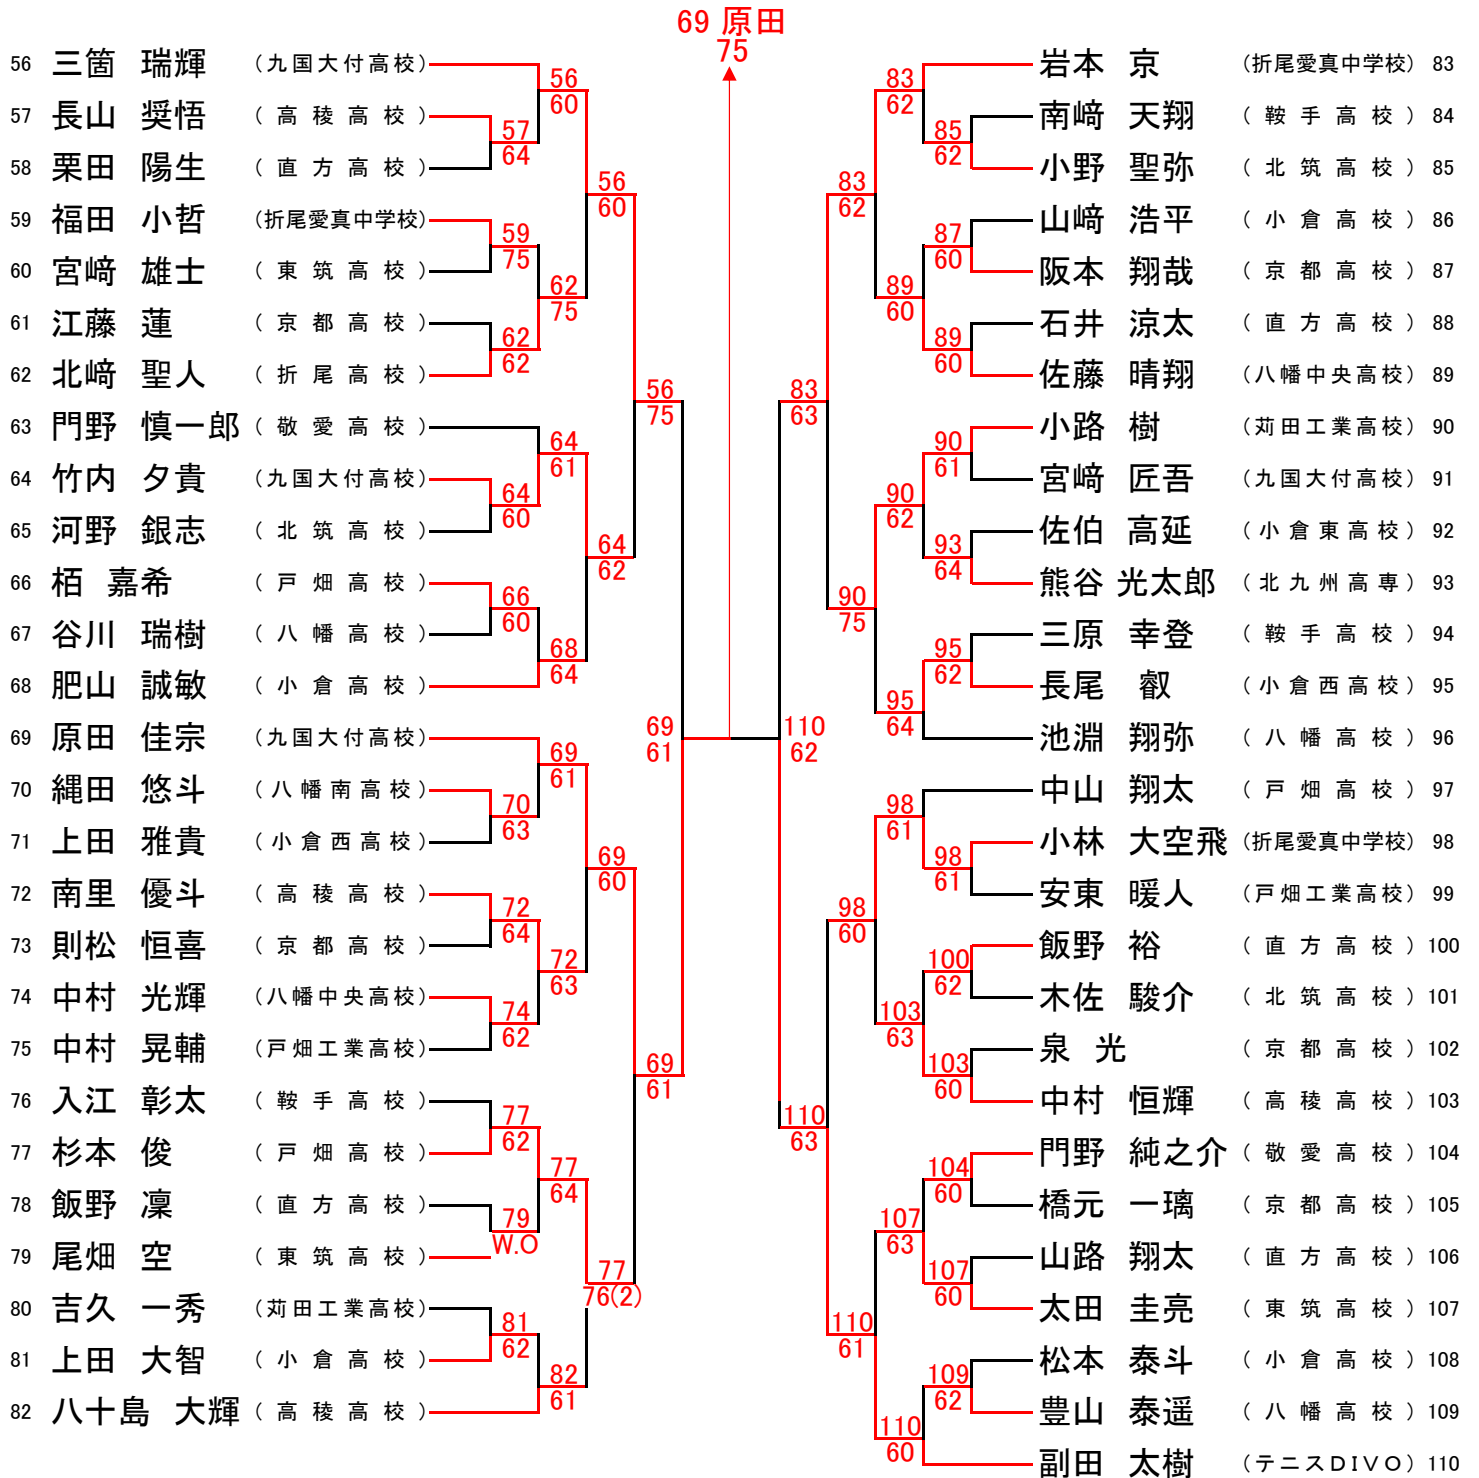 69 原田
75
56 三箇 瑞輝 (九国大付高校)
57 長山 奨悟 (高稜高校)
58 栗田 陽生 (直方高校)
59 福田 小哲 (折尾愛真中学校)
60 宮﨑 雄士 (東筑高校)
61 江藤 蓮 (京都高校)
62 北﨑 聖人 (折尾高校)
63 門野 慎一郎 (敬愛高校)
64 竹内 夕貴 (九国大付高校)
65 河野 銀志 (北筑高校)
66 栢 嘉希 (戸畑高校)
67 谷川 瑞樹 (八幡高校)
68 肥山 誠敏 (小倉高校)
69 原田 佳宗 (九国大付高校)
70 縄田 悠斗 (八幡南高校)
71 上田 雅貴 (小倉西高校)
72 南里 優斗 (高稜高校)
73 則松 恒喜 (京都高校)
74 中村 光輝 (八幡中央高校)
75 中村 晃輔 (戸畑工業高校)
76 入江 彰太 (鞍手高校)
77 杉本 俊 (戸畑高校)
78 飯野 凜 (直方高校)
79 尾畑 空 (東筑高校)
80 吉久 一秀 (苅田工業高校)
81 上田 大智 (小倉高校)
82 八十島 大輝 (高稜高校)
57
64
59
75
62
62
64
60
66
60
70
63
72
64
74
62
77
62
79
W.O
81
62
56
60
62
75
64
61
68
64
69
61
72
63
77
64
82
61
56
60
64
62
69
60
77
76(2)
56
75
69
61
69
61
110
62
83
63
110
63
83
62
90
75
98
60
110
61
83
62
89
60
90
62
95
64
98
61
103
63
107
63
110
60
85
62
87
60
89
60
90
61
93
64
95
62
98
61
100
62
103
60
104
60
107
60
109
62
岩本 京 (折尾愛真中学校) 83
南﨑 天翔 (鞍手高校) 84
小野 聖弥 (北筑高校) 85
山﨑 浩平 (小倉高校) 86
阪本 翔哉 (京都高校) 87
石井 涼太 (直方高校) 88
佐藤 晴翔 (八幡中央高校) 89
小路 樹 (苅田工業高校) 90
宮﨑 匠吾 (九国大付高校) 91
佐伯 高延 (小倉東高校) 92
熊谷 光太郎 (北九州高専) 93
三原 幸登 (鞍手高校) 94
長尾 叡 (小倉西高校) 95
池淵 翔弥 (八幡高校) 96
中山 翔太 (戸畑高校) 97
小林 大空飛 (折尾愛真中学校) 98
安東 暖人 (戸畑工業高校) 99
飯野 裕 (直方高校) 100
木佐 駿介 (北筑高校) 101
泉 光 (京都高校) 102
中村 恒輝 (高稜高校) 103
門野 純之介 (敬愛高校) 104
橋元 一璃 (京都高校) 105
山路 翔太 (直方高校) 106
太田 圭亮 (東筑高校) 107
松本 泰斗 (小倉高校) 108
豊山 泰遥 (八幡高校) 109
副田 太樹 (テニスDIVO) 110